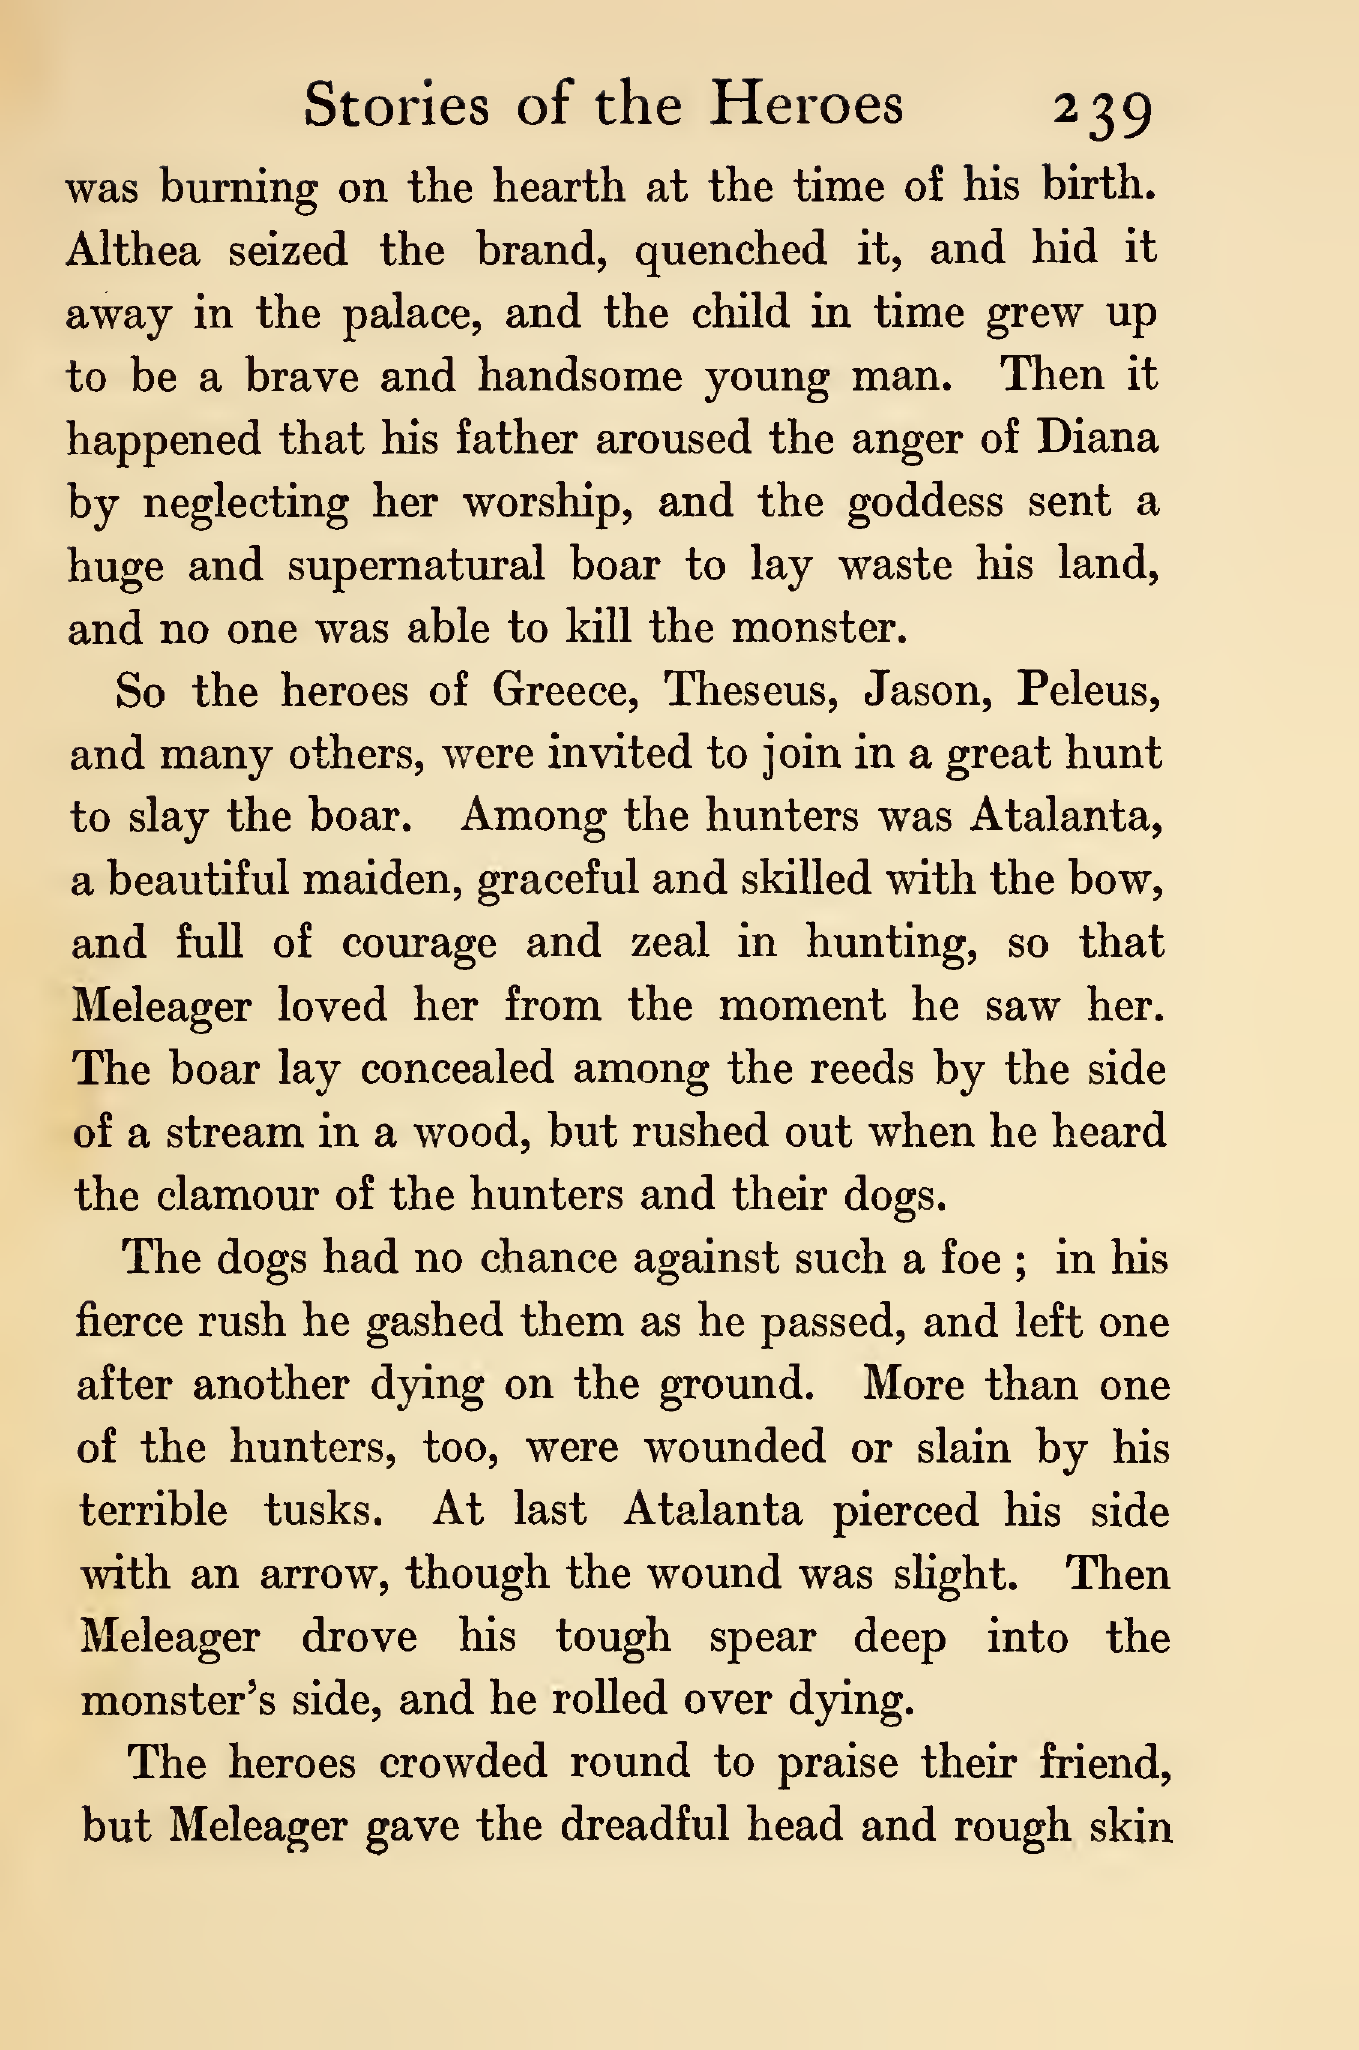 Stories of the Heroes 239
was burning on the hearth at the time of his birth.
Althea seized the brand, quenched it, and hid it
away in the palace, and the child in time grew up
to be a brave and handsome young man. Then it
happened that his father aroused the anger of Diana
by neglecting her worship, and the goddess sent a
huge and supernatural boar to lay waste his land,
and no one was able to kill the monster.
So the heroes of Greece, Theseus, Jason, Peleus,
and many others, were invited to join in a great hunt
to slay the boar. Among the hunters was Atalanta,
a beautiful maiden, graceful and skilled with the bow,
and full of courage and zeal in hunting, so that
Meleager loved her from the moment he saw her.
The boar lay concealed among the reeds by the side
of a stream in a wood, but rushed out when he heard
the clamour of the hunters and their dogs.
The dogs had no chance against such a foe ; in his
fierce rush he gashed them as he passed, and left one
after another dying on the ground. More than one
of the hunters, too, were wounded or slain by his
terrible tusks. At last Atalanta pierced his side
with an arrow, though the wound was slight. Then
Meleager drove his tough spear deep into the
monster's side, and he rolled over dying.
The heroes crowded round to praise their friend,
but Meleager gave the dreadful head and rough skin